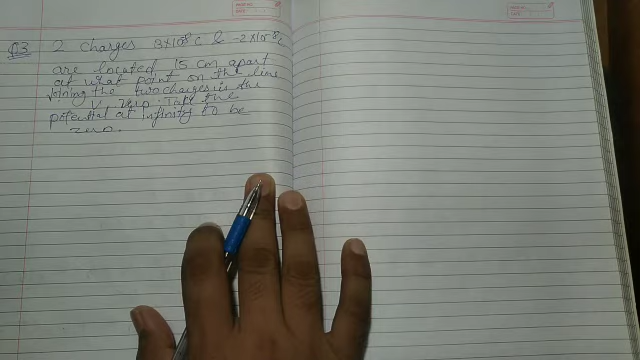 Q3 2 charges 3×10⁻⁸ C & -2×10⁻⁸ C
are located 15 cm apart
at what point on the line
joining the two charges is the
V zero. Take the
potential at infinity to be
zero.